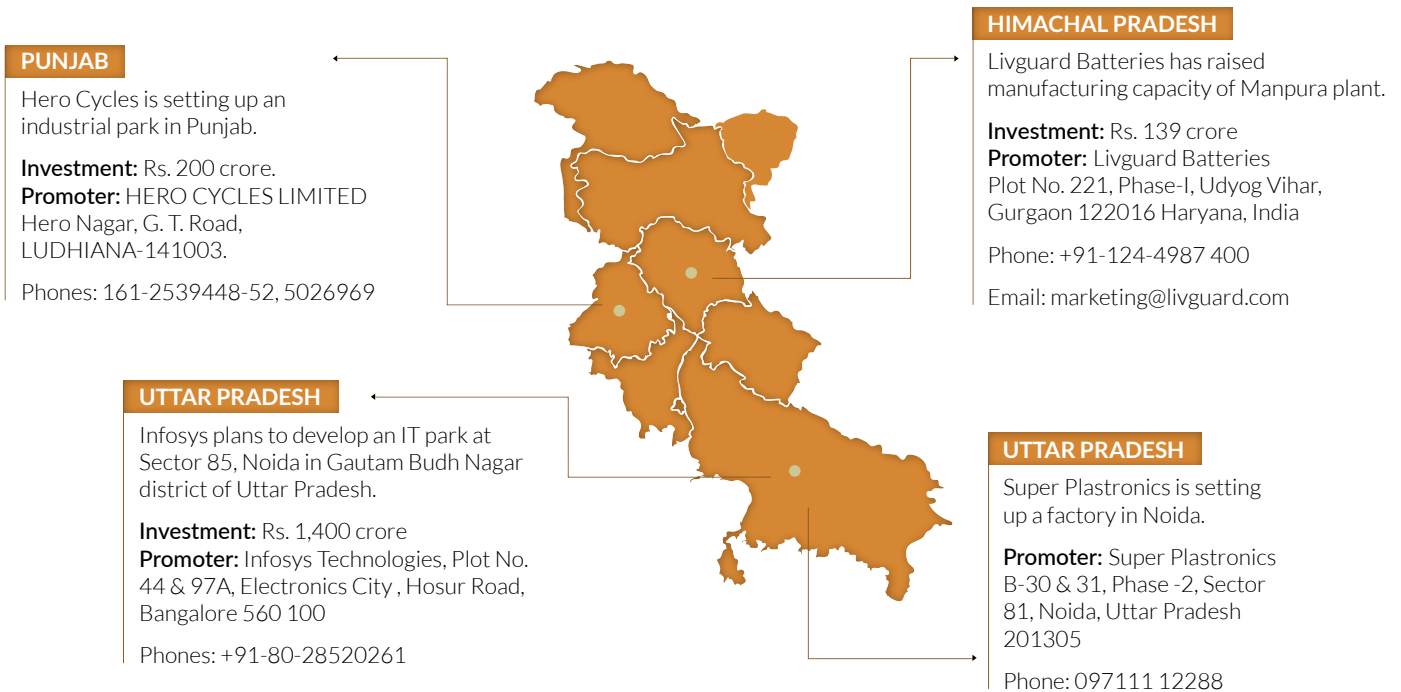 PUNJAB
Hero Cycles is setting up an
industrial park in Punjab.
Investment: Rs. 200 crore.
Promoter: HERO CYCLES LIMITED
Hero Nagar, G. T. Road,
LUDHIANA-141003.
Phones: 161-2539448-52, 5026969
HIMACHAL PRADESH
Livguard Batteries has raised
manufacturing capacity of Manpura plant.
Investment: Rs. 139 crore
Promoter: Livguard Batteries
Plot No. 221, Phase-I, Udyog Vihar,
Gurgaon 122016 Haryana, India
Phone: +91-124-4987 400
Email: marketing@livguard.com
UTTAR PRADESH
Infosys plans to develop an IT park at
Sector 85, Noida in Gautam Budh Nagar
district of Uttar Pradesh.
Investment: Rs. 1,400 crore
Promoter: Infosys Technologies, Plot No.
44 & 97A, Electronics City , Hosur Road,
Bangalore 560 100
Phones: +91-80-28520261
UTTAR PRADESH
Super Plastronics is setting
up a factory in Noida.
Promoter: Super Plastronics
B-30 & 31, Phase -2, Sector
81, Noida, Uttar Pradesh
201305
Phone: 097111 12288